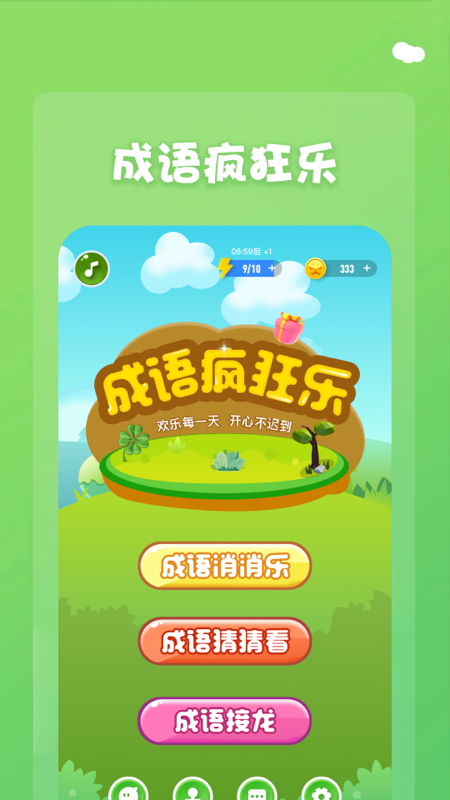 成语疯狂乐
06:59后 +1
9/10 +
333 +
成语疯狂乐
欢乐每一天 开心不迟到
成语消消乐
成语猜猜看
成语接龙